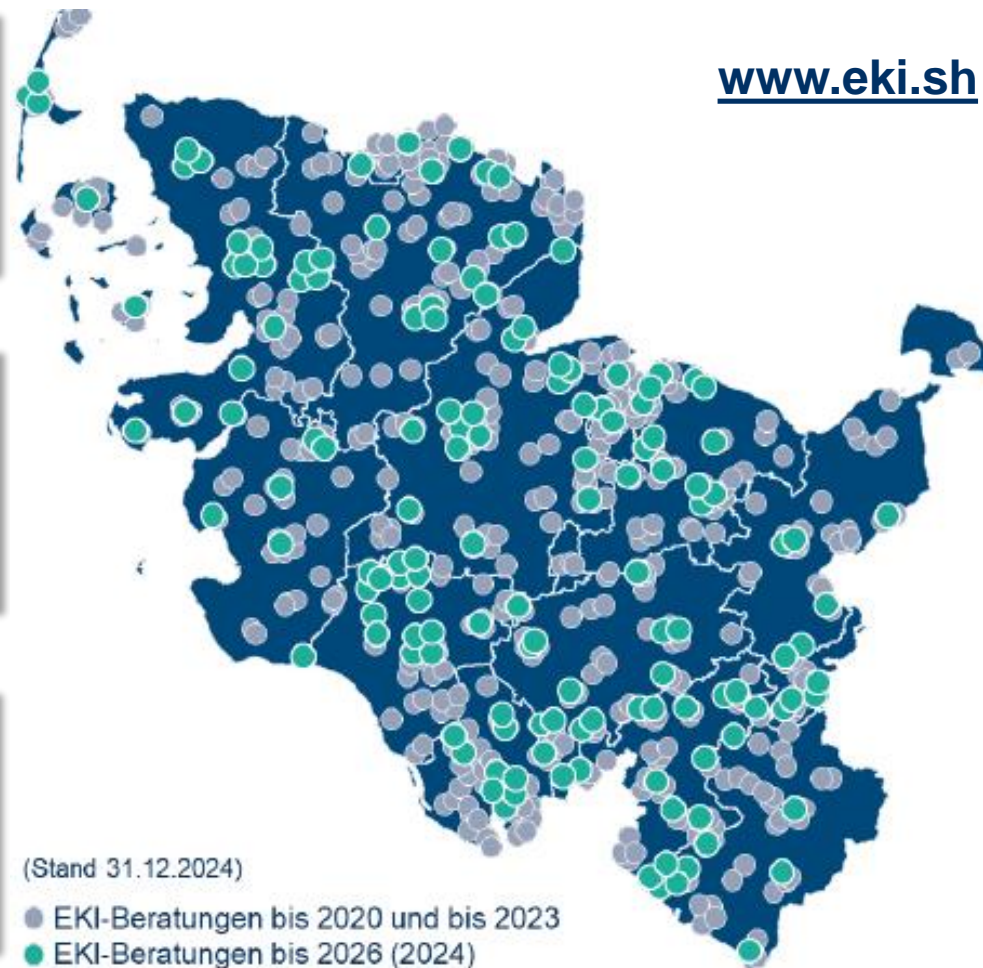 www.eki.sh
(Stand 31.12.2024)
EKI-Beratungen bis 2020 und bis 2023
EKI-Beratungen bis 2026 (2024)